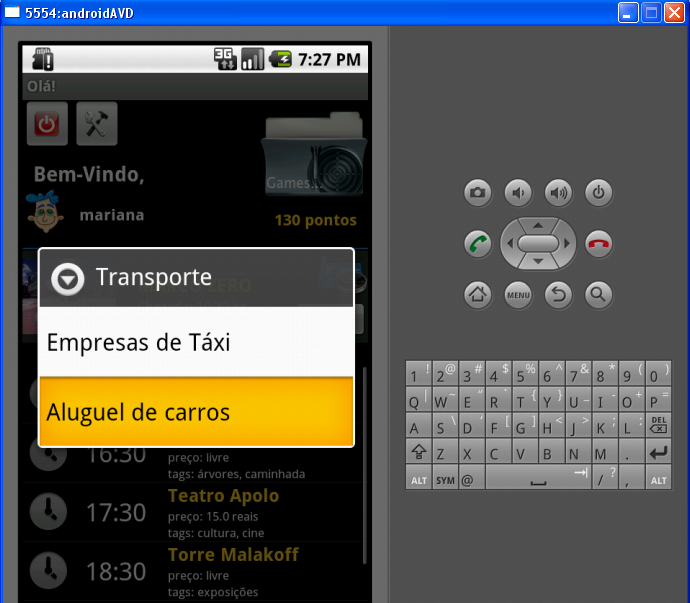 5554:androidAVD
3G
7:27 PM
Olá!
Games...
Bem-Vindo,
mariana
130 pontos
Transporte
Empresas de Táxi
Aluguel de carros
16:30
preço: livre
tags: árvores, caminhada
17:30
Teatro Apolo
preço: 15.0 reais
tags: cultura, cine
18:30
Torre Malakoff
preço: livre
tags: exposições
MENU
1 ! 2 @ 3 # 4 $ 5 % 6 ^ 7 & 8 * 9 ( 0 )
Q | W ~ E " R ` T { Y } U _ I - O + P =
A S \ D ' F [ G ] H < J > K ; L : DEL
Z X C V B N M .
ALT SYM @ / ? , ALT